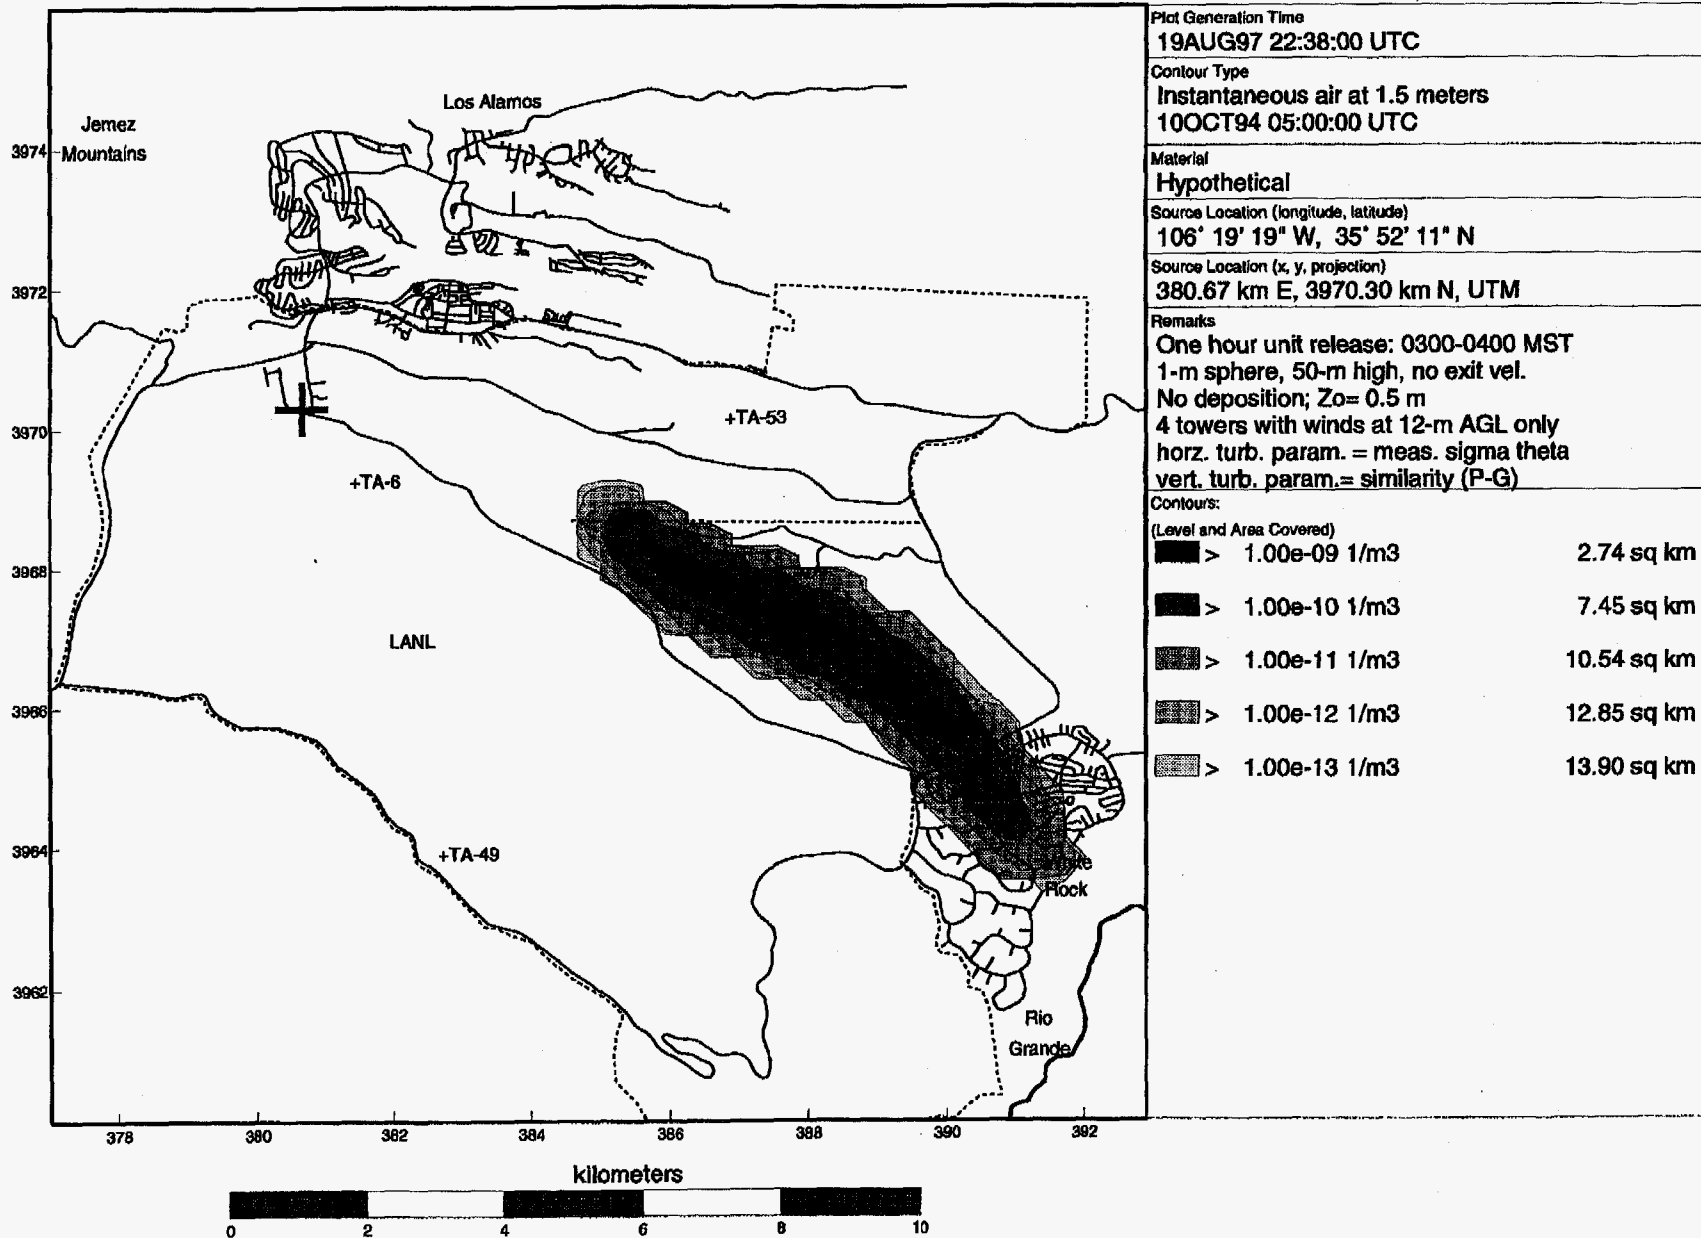 Plot Generation Time
19AUG97 22:38:00 UTC
Contour Type
Instantaneous air at 1.5 meters
10OCT94 05:00:00 UTC
Material
Hypothetical
Source Location (longitude, latitude)
106° 19' 19" W, 35° 52' 11" N
Source Location (x, y, projection)
380.67 km E, 3970.30 km N, UTM
Remarks
One hour unit release: 0300-0400 MST
1-m sphere, 50-m high, no exit vel.
No deposition; Zo= 0.5 m
4 towers with winds at 12-m AGL only
horz. turb. param. = meas. sigma theta
vert. turb. param.= similarity (P-G)
Contours:
(Level and Area Covered)
> 1.00e-09 1/m3 2.74 sq km
> 1.00e-10 1/m3 7.45 sq km
> 1.00e-11 1/m3 10.54 sq km
> 1.00e-12 1/m3 12.85 sq km
> 1.00e-13 1/m3 13.90 sq km
Los Alamos
Jemez
Mountains
+TA-53
+TA-6
LANL
+TA-49
White
Rock
Rio
Grande
3974
3972
3970
3968
3966
3964
3962
378 380 382 384 386 388 390 392
kilometers
0 2 4 6 8 10